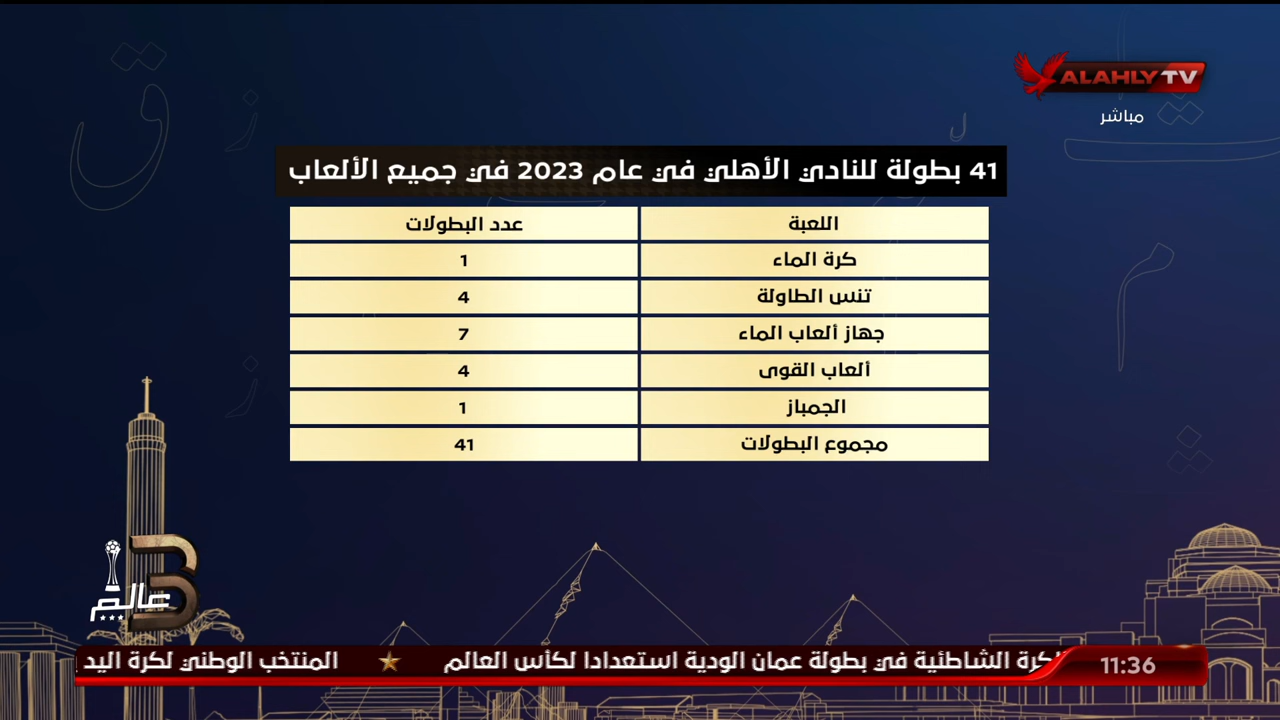 ALAHLY TV
مباشر
41 بطولة للنادي الأهلي في عام 2023 في جميع الألعاب
اللعبة عدد البطولات
كرة الماء 1
تنس الطاولة 4
جهاز ألعاب الماء 7
ألعاب القوى 4
الجمباز 1
مجموع البطولات 41
3 عالم
11:36
الكرة الشاطئية في بطولة عمان الودية استعدادا لكأس العالم ★ المنتخب الوطني لكرة اليد